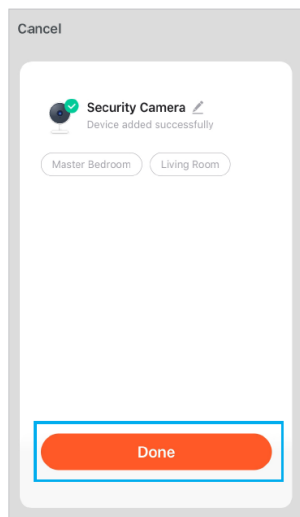 Cancel
Security Camera
Device added successfully
Master Bedroom Living Room
Done